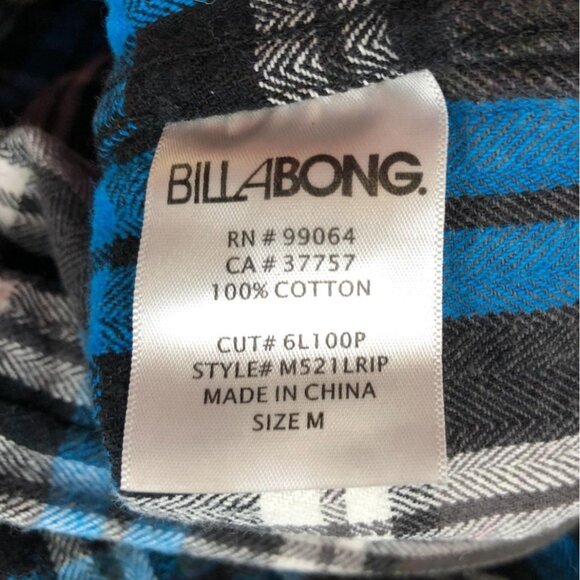 BILLABONG.
RN # 99064
CA # 37757
100% COTTON
CUT# 6L100P
STYLE# M521LRIP
MADE IN CHINA
SIZE M